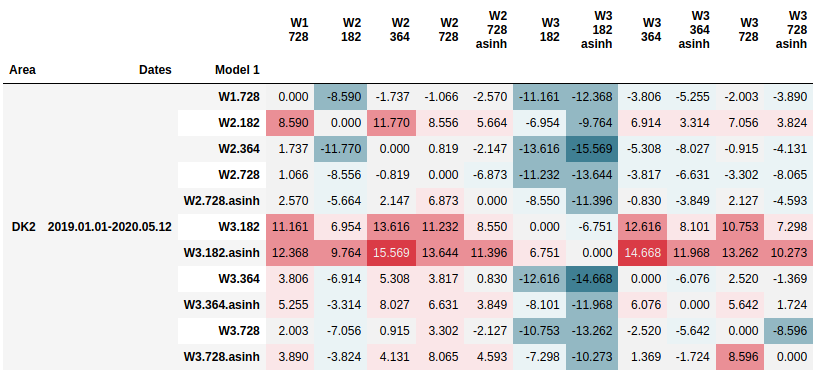 W1 W2 W2 W2 W2 W3 W3 W3 W3 W3 W3
728 182 364 728 728 182 182 364 364 728 728
asinh asinh asinh asinh
Area Dates Model 1
W1.728 0.000 -8.590 -1.737 -1.066 -2.570 -11.161 -12.368 -3.806 -5.255 -2.003 -3.890
W2.182 8.590 0.000 11.770 8.556 5.664 -6.954 -9.764 6.914 3.314 7.056 3.824
W2.364 1.737 -11.770 0.000 0.819 -2.147 -13.616 -15.569 -5.308 -8.027 -0.915 -4.131
W2.728 1.066 -8.556 -0.819 0.000 -6.873 -11.232 -13.644 -3.817 -6.631 -3.302 -8.065
W2.728.asinh 2.570 -5.664 2.147 6.873 0.000 -8.550 -11.396 -0.830 -3.849 2.127 -4.593
DK2 2019.01.01-2020.05.12 W3.182 11.161 6.954 13.616 11.232 8.550 0.000 -6.751 12.616 8.101 10.753 7.298
W3.182.asinh 12.368 9.764 15.569 13.644 11.396 6.751 0.000 14.668 11.968 13.262 10.273
W3.364 3.806 -6.914 5.308 3.817 0.830 -12.616 -14.668 0.000 -6.076 2.520 -1.369
W3.364.asinh 5.255 -3.314 8.027 6.631 3.849 -8.101 -11.968 6.076 0.000 5.642 1.724
W3.728 2.003 -7.056 0.915 3.302 -2.127 -10.753 -13.262 -2.520 -5.642 0.000 -8.596
W3.728.asinh 3.890 -3.824 4.131 8.065 4.593 -7.298 -10.273 1.369 -1.724 8.596 0.000